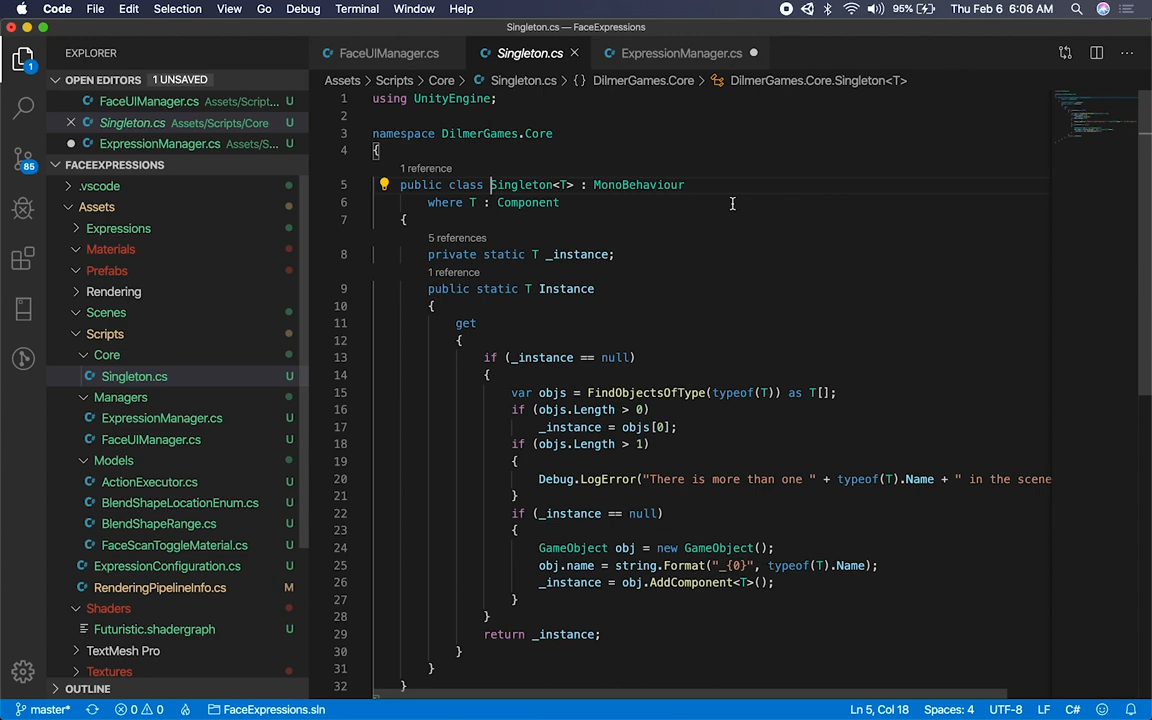 Code File Edit Selection View Go Debug Terminal Window Help 95% Thu Feb 6 6:06 AM
Singleton.cs — FaceExpressions
EXPLORER
FaceUIManager.cs Singleton.cs ExpressionManager.cs
OPEN EDITORS 1 UNSAVED
Assets > Scripts > Core > Singleton.cs > {} DilmerGames.Core > DilmerGames.Core.Singleton<T>
FaceUIManager.cs Assets/Script... U
Singleton.cs Assets/Scripts/Core U
ExpressionManager.cs Assets/S... U
FACEEXPRESSIONS
.vscode
Assets
Expressions
Materials
Prefabs
Rendering
Scenes
Scripts
Core
Singleton.cs U
Managers
ExpressionManager.cs U
FaceUIManager.cs U
Models
ActionExecutor.cs U
BlendShapeLocationEnum.cs U
BlendShapeRange.cs U
FaceScanToggleMaterial.cs U
ExpressionConfiguration.cs U
RenderingPipelineInfo.cs M
Shaders
Futuristic.shadergraph U
TextMesh Pro
Textures
OUTLINE
1
85
1 using UnityEngine;
2
3 namespace DilmerGames.Core
4 {
1 reference
5 public class Singleton<T> : MonoBehaviour
6 where T : Component
7 {
5 references
8 private static T _instance;
1 reference
9 public static T Instance
10 {
11 get
12 {
13 if (_instance == null)
14 {
15 var objs = FindObjectsOfType(typeof(T)) as T[];
16 if (objs.Length > 0)
17 _instance = objs[0];
18 if (objs.Length > 1)
19 {
20 Debug.LogError("There is more than one " + typeof(T).Name + " in the scene
21 }
22 if (_instance == null)
23 {
24 GameObject obj = new GameObject();
25 obj.name = string.Format("_{0}", typeof(T).Name);
26 _instance = obj.AddComponent<T>();
27 }
28 }
29 return _instance;
30 }
31 }
32 }
master* 0 0 FaceExpressions.sln Ln 5, Col 18 Spaces: 4 UTF-8 LF C#